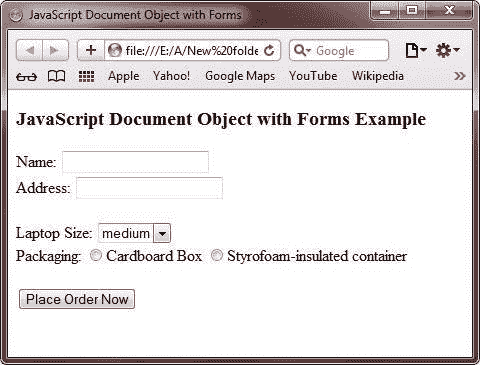 JavaScript Document Object with Forms
file:///E:/A/New%20folde
Google
Apple Yahoo! Google Maps YouTube Wikipedia
JavaScript Document Object with Forms Example
Name:
Address:
Laptop Size: medium
Packaging: Cardboard Box Styrofoam-insulated container
Place Order Now